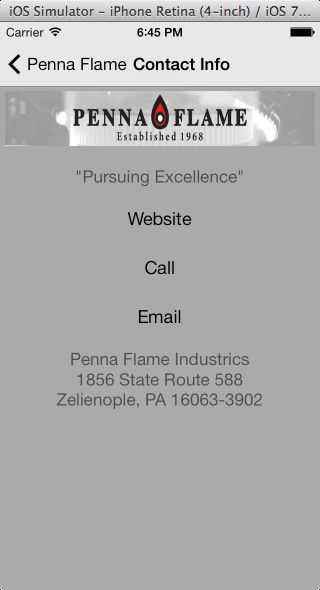 iOS Simulator - iPhone Retina (4-inch) / iOS 7...
Carrier 6:45 PM
Penna Flame Contact Info
PENNA FLAME
Established 1968
"Pursuing Excellence"
Website
Call
Email
Penna Flame Industrics
1856 State Route 588
Zelienople, PA 16063-3902